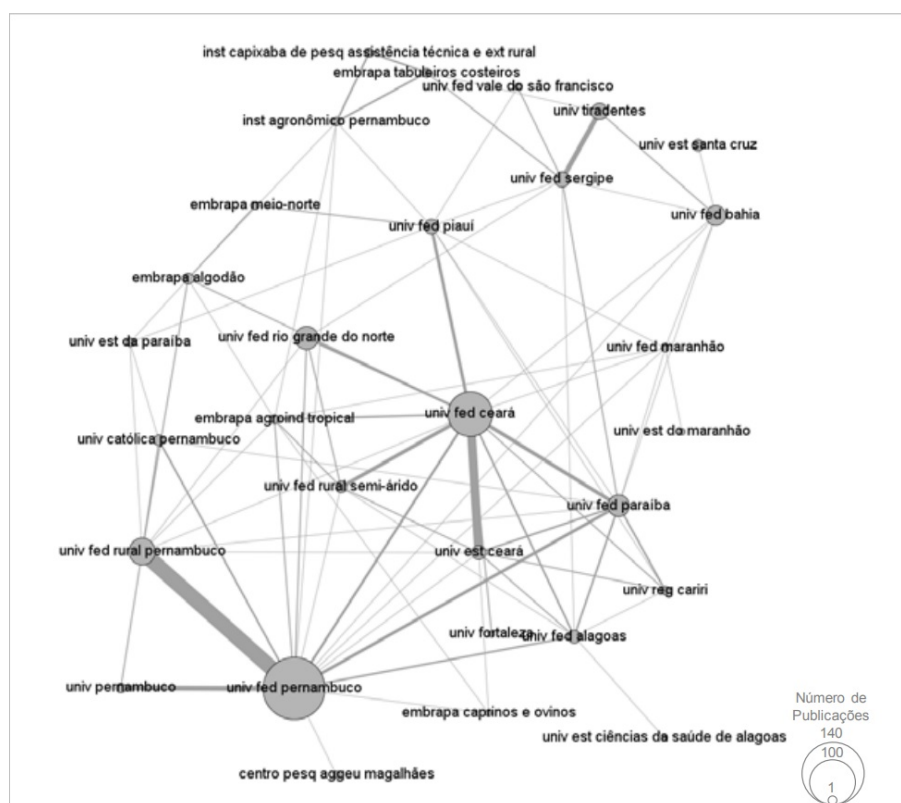 inst capixaba de pesq assistência técnica e ext rural
embrapa tabuleiros costeiros
univ fed vale do são francisco
univ tiradentes
inst agronômico pernambuco
univ est santa cruz
univ fed sergipe
embrapa meio-norte
univ fed bahia
univ fed piauí
embrapa algodão
univ fed rio grande do norte
univ est da paraíba
univ fed maranhão
univ fed ceará
embrapa agroind tropical
univ est do maranhão
univ católica pernambuco
univ fed rural semi-árido
univ fed paraíba
univ fed rural pernambuco
univ est ceará
univ reg cariri
univ fortaleza
univ fed alagoas
univ pernambuco
univ fed pernambuco
embrapa caprinos e ovinos
univ est ciências da saúde de alagoas
centro pesq aggeu magalhães
Número de
Publicações
140
100
1